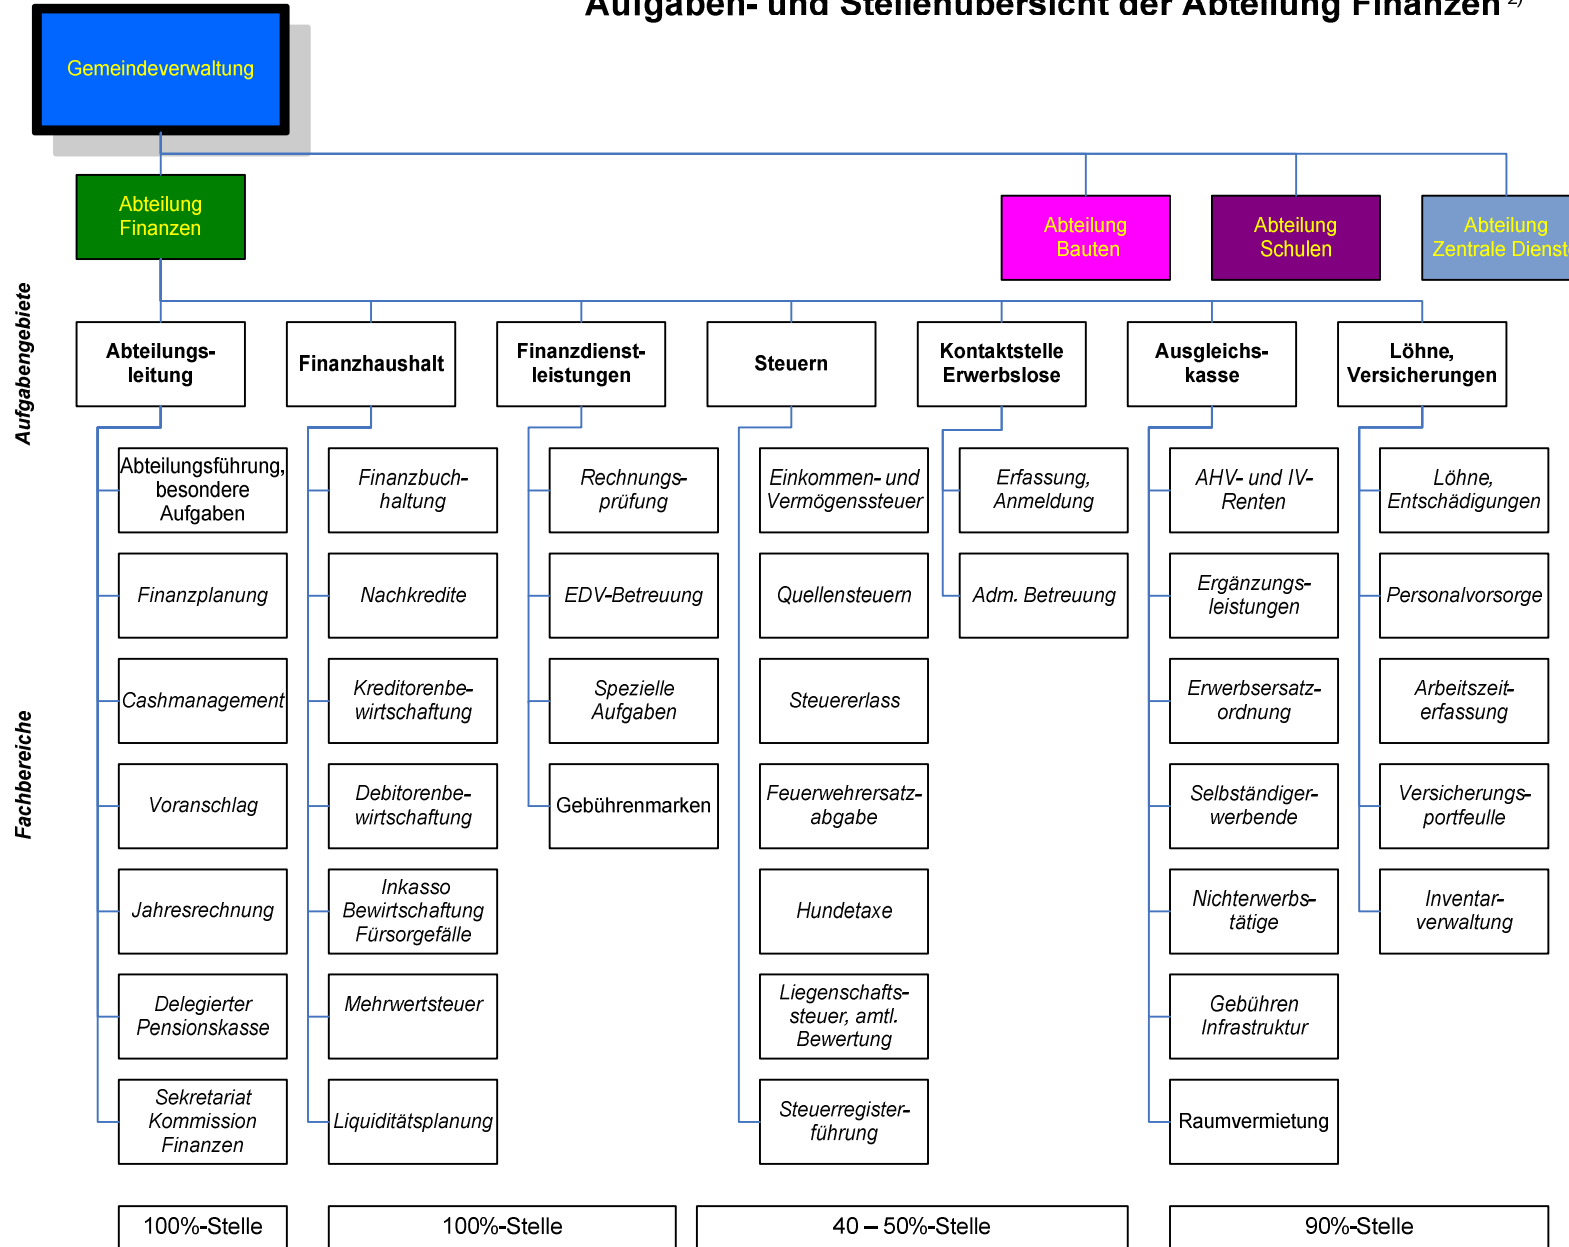 Aufgaben- und Stellenübersicht der Abteilung Finanzen 2)
Gemeindeverwaltung
Abteilung
Finanzen
Abteilung
Bauten
Abteilung
Schulen
Abteilung
Zentrale Dienste
Aufgabengebiete
Abteilungs-
leitung
Finanzhaushalt
Finanzdienst-
leistungen
Steuern
Kontaktstelle
Erwerbslose
Ausgleichs-
kasse
Löhne,
Versicherungen
Fachbereiche
Abteilungsführung,
besondere
Aufgaben
Finanzplanung
Cashmanagement
Voranschlag
Jahresrechnung
Delegierter
Pensionskasse
Sekretariat
Kommission
Finanzen
Finanzbuch-
haltung
Nachkredite
Kreditorenbe-
wirtschaftung
Debitorenbe-
wirtschaftung
Inkasso
Bewirtschaftung
Fürsorgefälle
Mehrwertsteuer
Liquiditätsplanung
Rechnungs-
prüfung
EDV-Betreuung
Spezielle
Aufgaben
Gebührenmarken
Einkommen- und
Vermögenssteuer
Quellensteuern
Steuererlass
Feuerwehrersatz-
abgabe
Hundetaxe
Liegenschafts-
steuer, amtl.
Bewertung
Steuerregister-
führung
Erfassung,
Anmeldung
Adm. Betreuung
AHV- und IV-
Renten
Ergänzungs-
leistungen
Erwerbsersatz-
ordnung
Selbständiger-
werbende
Nichterwerbs-
tätige
Gebühren
Infrastruktur
Raumvermietung
Löhne,
Entschädigungen
Personalvorsorge
Arbeitszeit-
erfassung
Versicherungs-
portfeulle
Inventar-
verwaltung
100%-Stelle
100%-Stelle
40 – 50%-Stelle
90%-Stelle